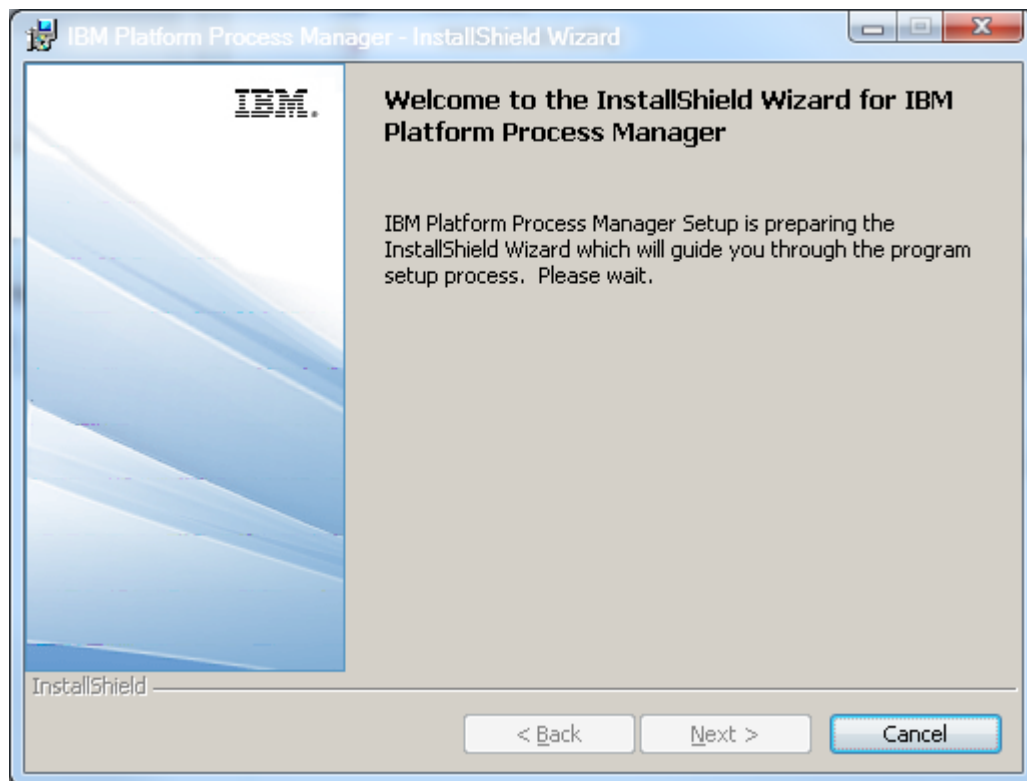 IBM Platform Process Manager - InstallShield Wizard
IBM.
Welcome to the InstallShield Wizard for IBM
Platform Process Manager
IBM Platform Process Manager Setup is preparing the
InstallShield Wizard which will guide you through the program
setup process.  Please wait.
InstallShield
< Back
Next >
Cancel